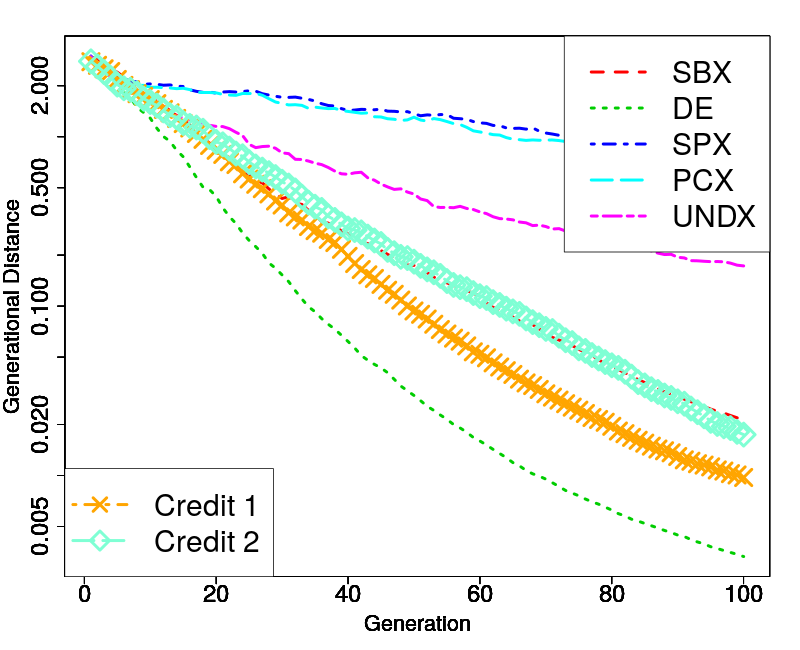 SBX
DE
SPX
PCX
UNDX
2.000
0.500
0.100
0.020
0.005
Generational Distance
Credit 1
Credit 2
0 20 40 60 80 100
Generation